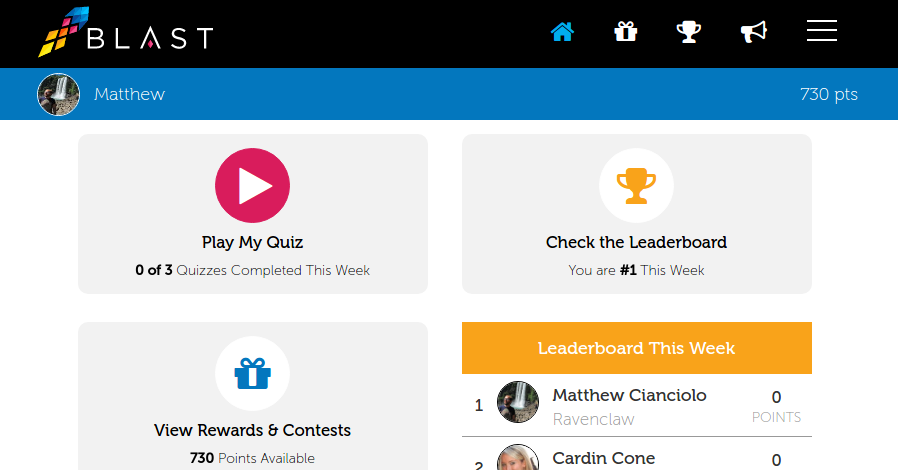 BLAST
Matthew
730 pts
Play My Quiz
0 of 3 Quizzes Completed This Week
Check the Leaderboard
You are #1 This Week
View Rewards & Contests
730 Points Available
Leaderboard This Week
1
Matthew Cianciolo
Ravenclaw
0
POINTS
2
Cardin Cone
0